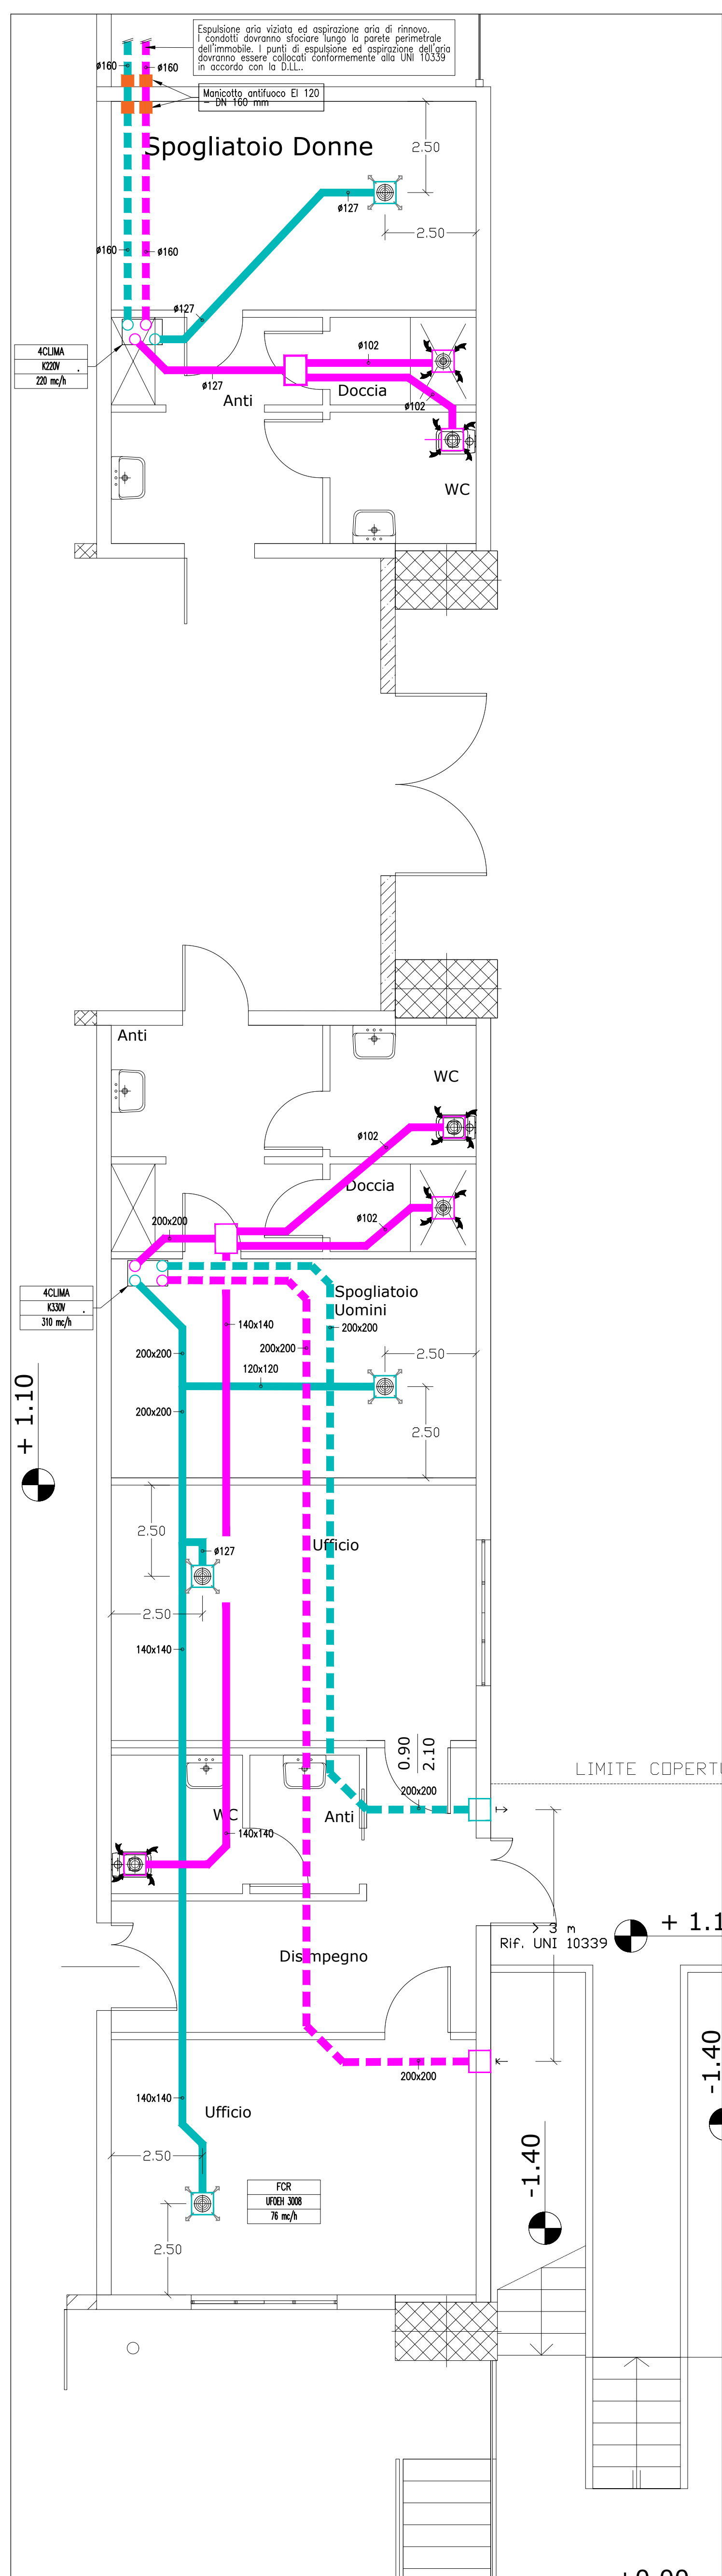 Espulsione aria viziata ed aspirazione aria di rinnovo.
I condotti dovranno sfociare lungo la parete perimetrale
dell'immobile. I punti di espulsione ed aspirazione dell'aria
dovranno essere collocati conformemente alla UNI 10339
in accordo con la D.LL..
ø160
ø160
Manicotto antifuoco EI 120
- DN 160 mm
Spogliatoio Donne
2.50
ø127
2.50
ø160
ø160
ø127
4CLIMA
K220V .
220 mc/h
ø102
ø127
Doccia
Anti
ø102
WC
Anti
WC
ø102
Doccia
200x200
ø102
4CLIMA
K330V .
310 mc/h
Spogliatoio
Uomini
140x140
200x200
200x200
200x200
2.50
120x120
200x200
2.50
+ 1.10
2.50
Ufficio
ø127
2.50
140x140
0.90
2.10
LIMITE COPERTU
200x200
WC
Anti
140x140
> 3 m
Rif. UNI 10339
+ 1.1
Disimpegno
200x200
-1.40
140x140
Ufficio
-1.40
2.50
FCR
UFOEH 3008
76 mc/h
2.50
+0.00